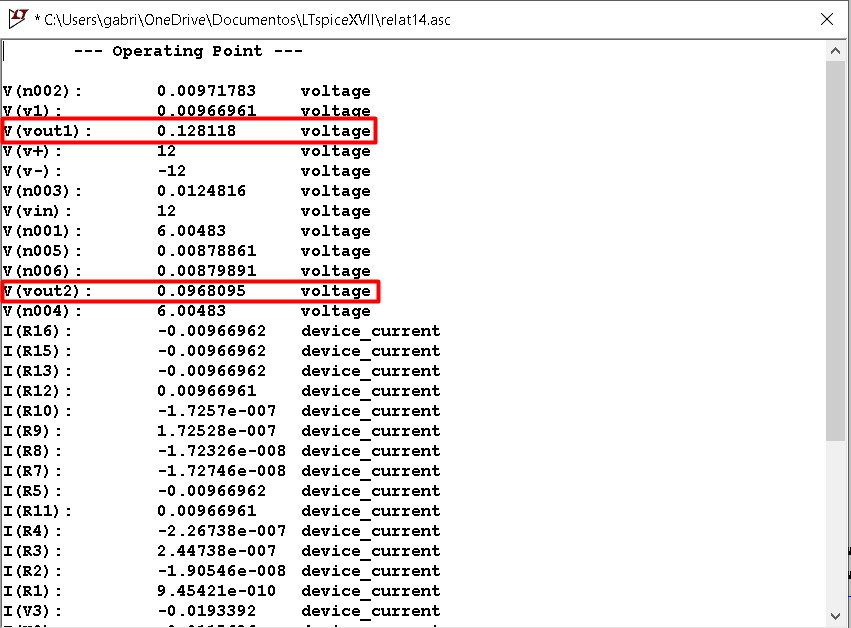 * C:\Users\gabri\OneDrive\Documentos\LTspiceXVII\relat14.asc
--- Operating Point ---
V(n002): 0.00971783 voltage
V(v1): 0.00966961 voltage
V(vout1): 0.128118 voltage
V(v+): 12 voltage
V(v-): -12 voltage
V(n003): 0.0124816 voltage
V(vin): 12 voltage
V(n001): 6.00483 voltage
V(n005): 0.00878861 voltage
V(n006): 0.00879891 voltage
V(vout2): 0.0968095 voltage
V(n004): 6.00483 voltage
I(R16): -0.00966962 device_current
I(R15): -0.00966962 device_current
I(R13): -0.00966962 device_current
I(R12): 0.00966961 device_current
I(R10): -1.7257e-007 device_current
I(R9): 1.72528e-007 device_current
I(R8): -1.72326e-008 device_current
I(R7): -1.72746e-008 device_current
I(R5): -0.00966962 device_current
I(R11): 0.00966961 device_current
I(R4): -2.26738e-007 device_current
I(R3): 2.44738e-007 device_current
I(R2): -1.90546e-008 device_current
I(R1): 9.45421e-010 device_current
I(V3): -0.0193392 device_current